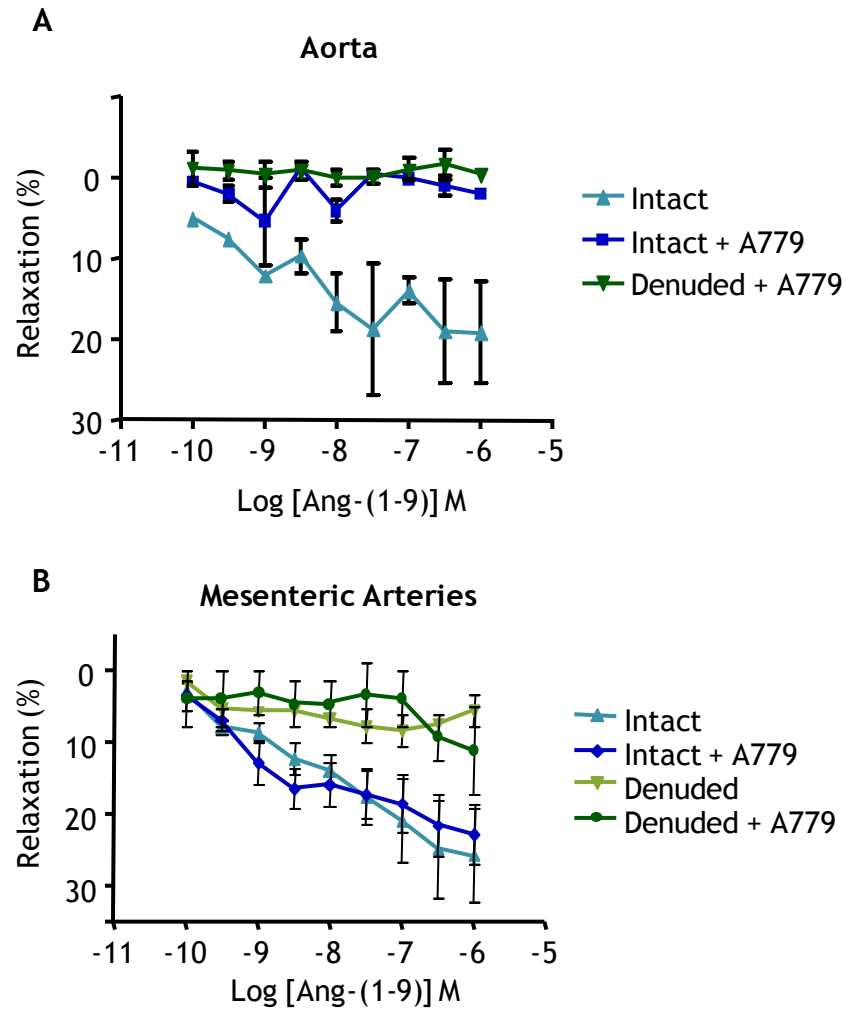 A
Aorta
Relaxation (%)
0
10
20
30
-11 -10 -9 -8 -7 -6 -5
Log [Ang-(1-9)] M
Intact
Intact + A779
Denuded + A779
B
Mesenteric Arteries
Relaxation (%)
0
10
20
30
-11 -10 -9 -8 -7 -6 -5
Log [Ang-(1-9)] M
Intact
Intact + A779
Denuded
Denuded + A779